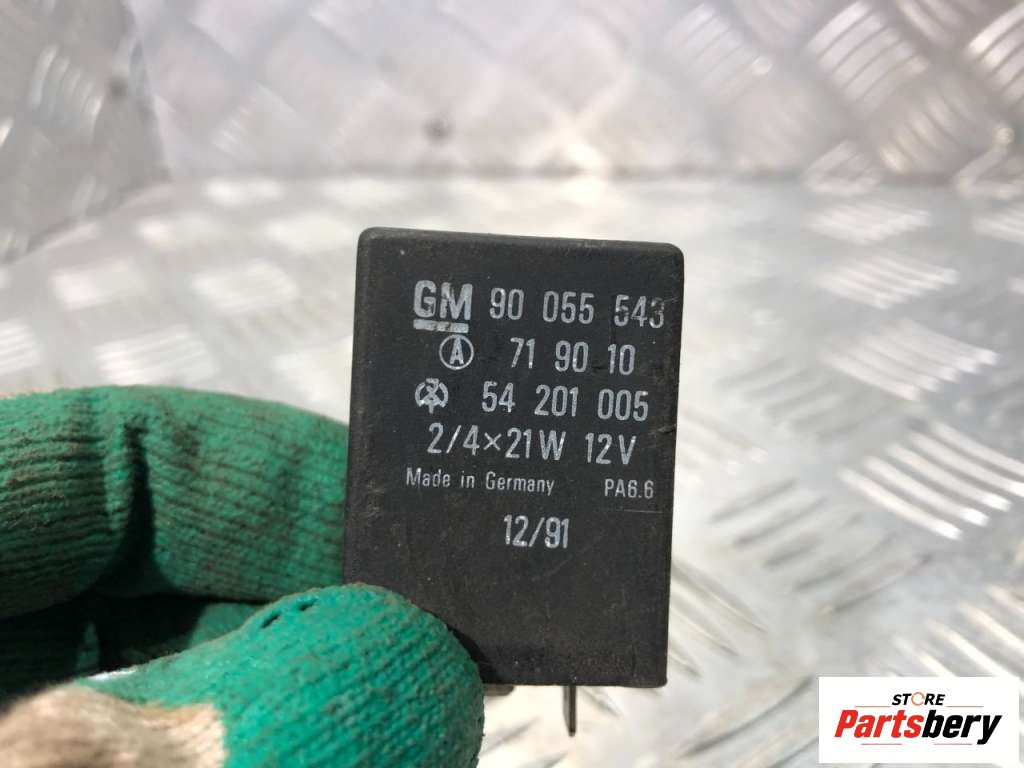 GM 90 055 543
A 71 90 10
54 201 005
2/4×21W 12V
Made in Germany PA6.6
12/91
STORE
Partsbery